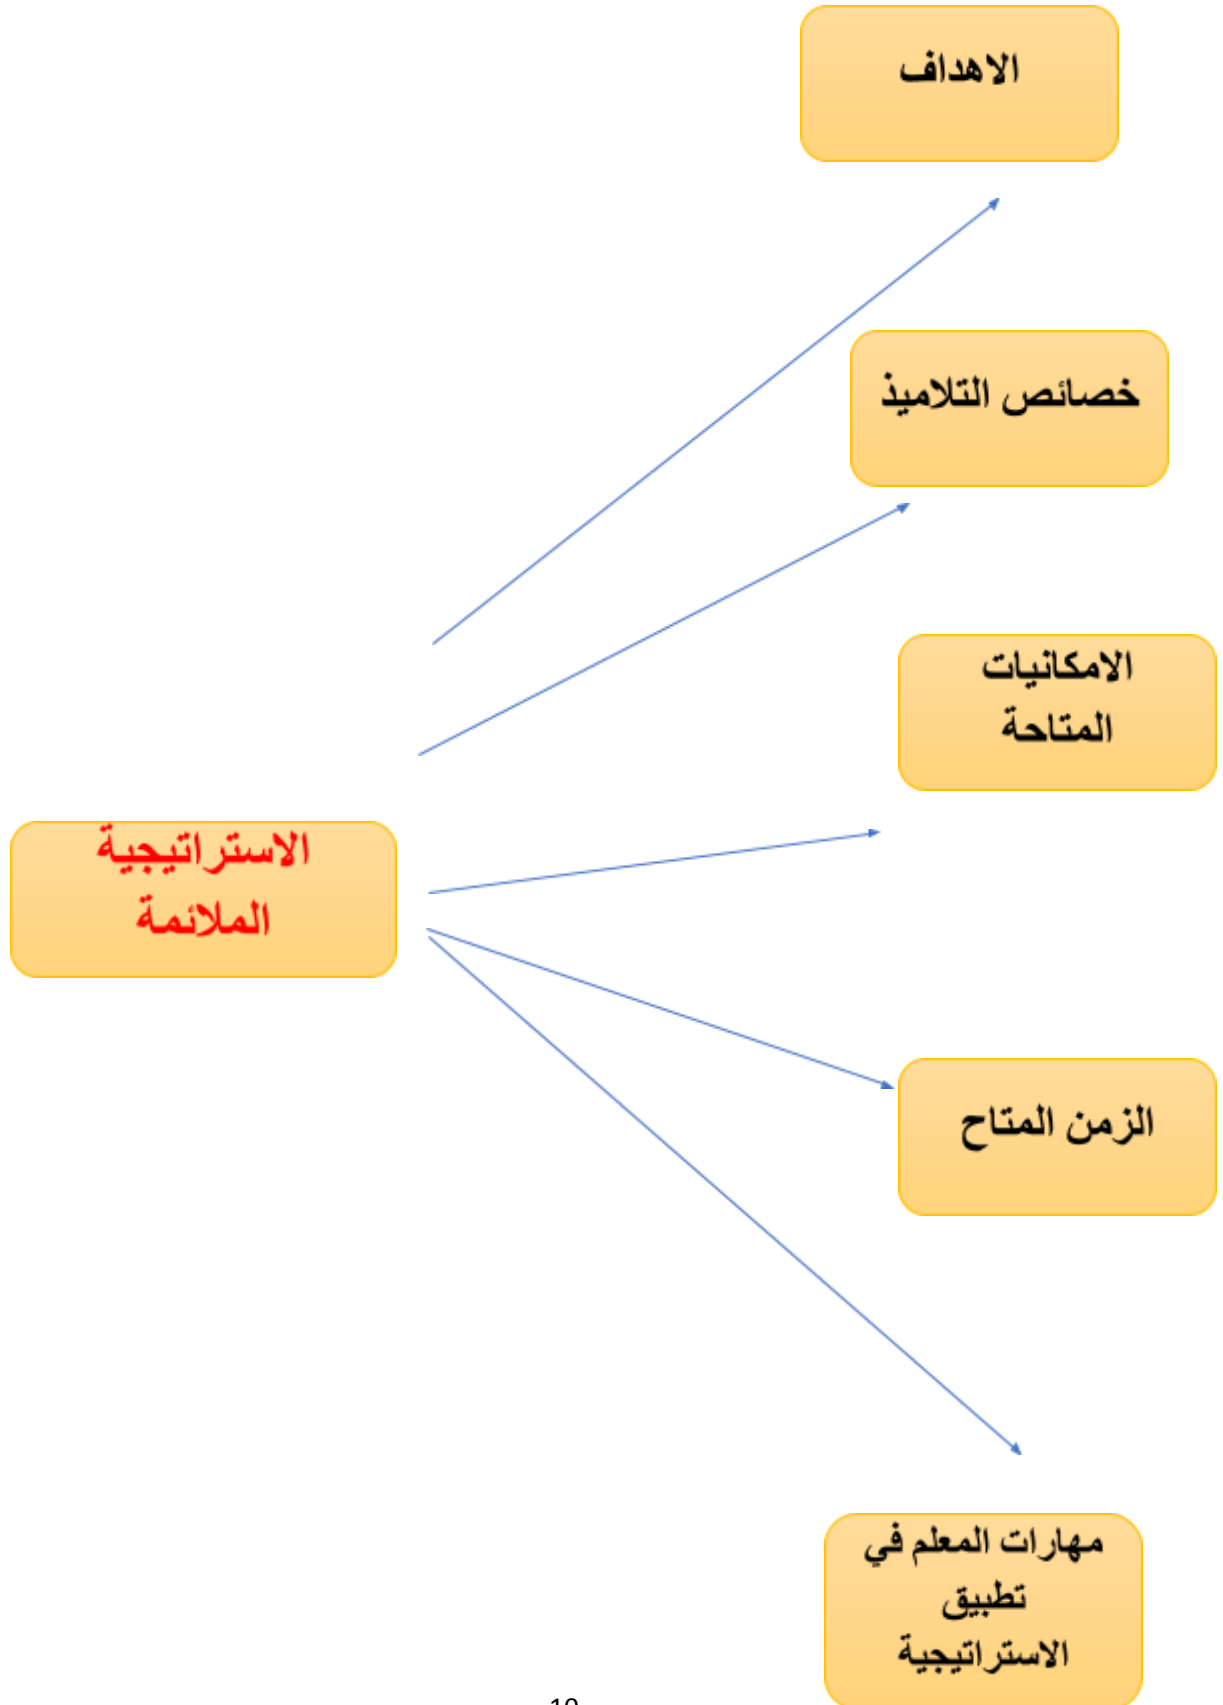 الاهداف
خصائص التلاميذ
الامكانيات
المتاحة
الاستراتيجية
الملائمة
الزمن المتاح
مهارات المعلم في
تطبيق
الاستراتيجية